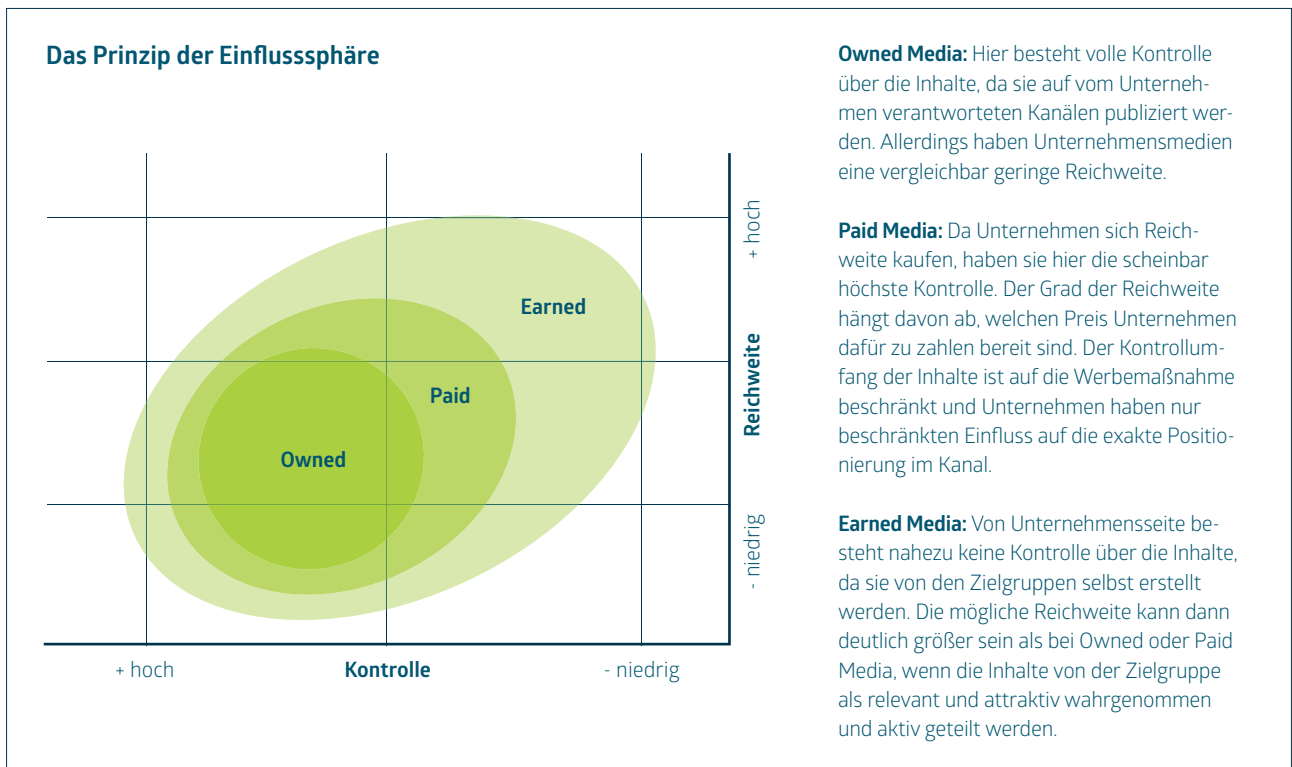 Das Prinzip der Einflusssphäre
+ hoch
Reichweite
- niedrig
Earned
Paid
Owned
+ hoch
Kontrolle
- niedrig
Owned Media: Hier besteht volle Kontrolle
über die Inhalte, da sie auf vom Unterneh-
men verantworteten Kanälen publiziert wer-
den. Allerdings haben Unternehmensmedien
eine vergleichbar geringe Reichweite.
Paid Media: Da Unternehmen sich Reich-
weite kaufen, haben sie hier die scheinbar
höchste Kontrolle. Der Grad der Reichweite
hängt davon ab, welchen Preis Unternehmen
dafür zu zahlen bereit sind. Der Kontrollum-
fang der Inhalte ist auf die Werbemaßnahme
beschränkt und Unternehmen haben nur
beschränkten Einfluss auf die exakte Positio-
nierung im Kanal.
Earned Media: Von Unternehmensseite be-
steht nahezu keine Kontrolle über die Inhalte,
da sie von den Zielgruppen selbst erstellt
werden. Die mögliche Reichweite kann dann
deutlich größer sein als bei Owned oder Paid
Media, wenn die Inhalte von der Zielgruppe
als relevant und attraktiv wahrgenommen
und aktiv geteilt werden.